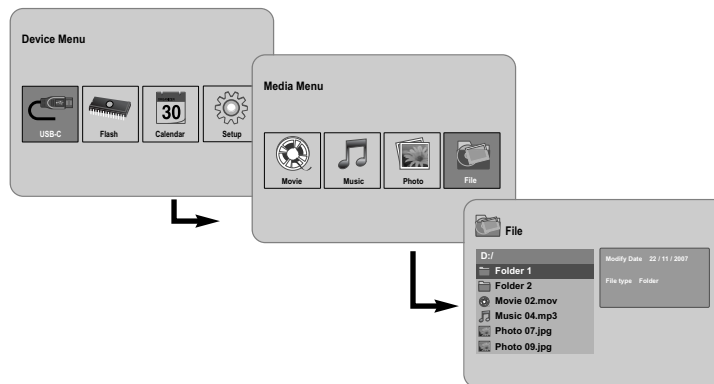 Device Menu
USB-C
30
Flash
Calendar
Setup
Media Menu
Movie
Music
Photo
File
File
D:/
Folder 1
Folder 2
Movie 02.mov
Music 04.mp3
Photo 07.jpg
Photo 09.jpg
Modify Date 22 / 11 / 2007
File type Folder